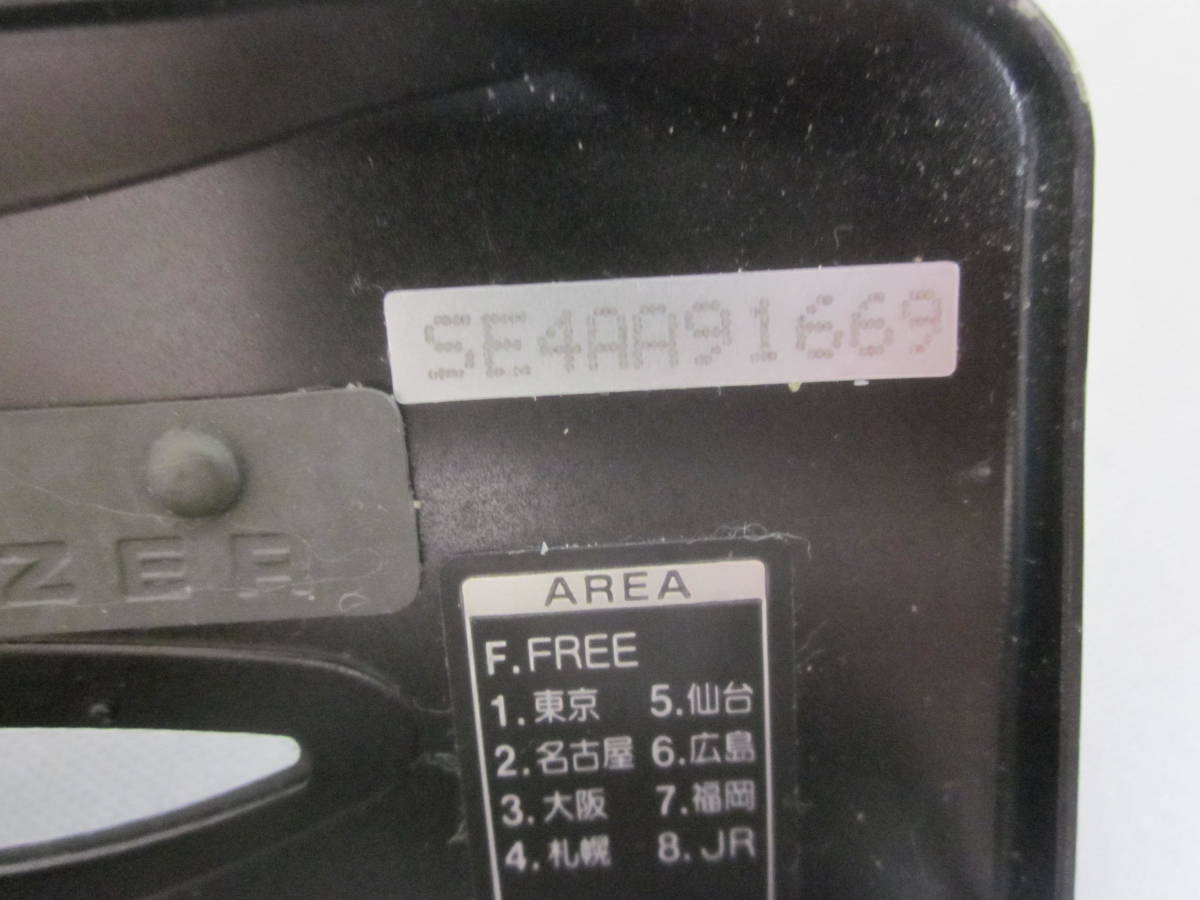 SE4AA91669
ZER
AREA
F.FREE
1.東京 5.仙台
2.名古屋 6.広島
3.大阪 7.福岡
4.札幌 8.JR